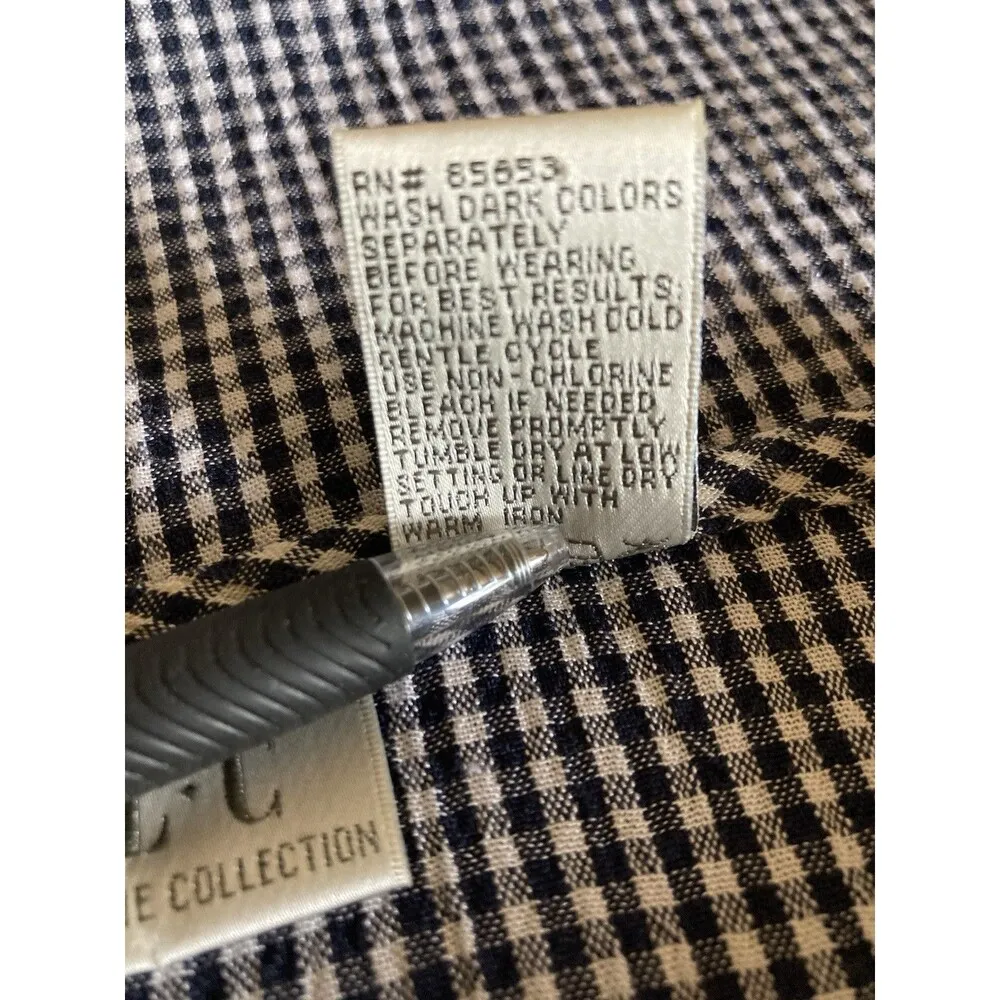 RN# 85853
WASH DARK COLORS
SEPARATELY
BEFORE WEARING
FOR BEST RESULTS:
MACHINE WASH COLD
GENTLE CYCLE
USE NON-CHLORINE
BLEACH IF NEEDED
REMOVE PROMPTLY
TUMBLE DRY AT LOW
SETTING OR LINE DRY
TOUCH UP WITH
WARM IRON
COLLECTION